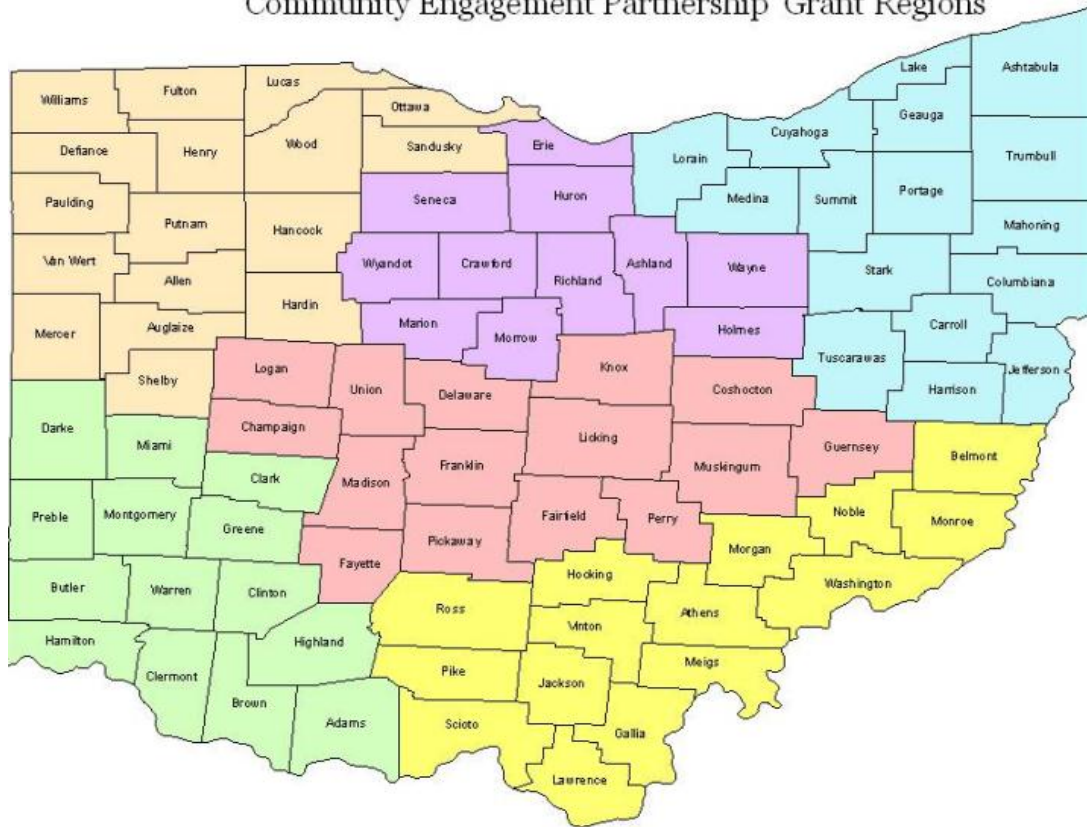 Community Engagement Partnership Grant Regions
Williams
Fulton
Lucas
Ottawa
Lake
Ashtabula
Geauga
Cuyahoga
Defiance
Henry
Wood
Sandusky
Erie
Lorain
Trumbull
Paulding
Putnam
Hancock
Seneca
Huron
Medina
Summit
Portage
Mahoning
Van Wert
Allen
Wyandot
Crawford
Richland
Ashland
Wayne
Stark
Columbiana
Mercer
Auglaize
Hardin
Marion
Morrow
Holmes
Tuscarawas
Carroll
Jefferson
Shelby
Logan
Union
Delaware
Knox
Coshocton
Harrison
Darke
Miami
Champaign
Clark
Madison
Franklin
Licking
Muskingum
Guernsey
Belmont
Preble
Montgomery
Greene
Fayette
Pickaway
Fairfield
Perry
Morgan
Noble
Monroe
Butler
Warren
Clinton
Ross
Hocking
Athens
Washington
Hamilton
Clermont
Highland
Pike
Vinton
Jackson
Meigs
Brown
Adams
Scioto
Gallia
Lawrence